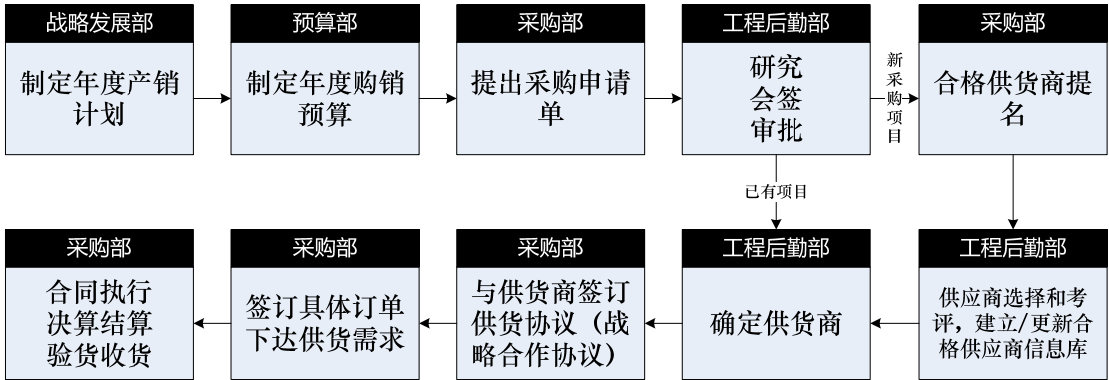 战略发展部
制定年度产销
计划
预算部
制定年度购销
预算
采购部
提出采购申请
单
工程后勤部
研究
会签
审批
新
采
购
项
目
采购部
合格供货商提
名
已有项目
采购部
合同执行
决算结算
验货收货
采购部
签订具体订单
下达供货需求
采购部
与供货商签订
供货协议（战
略合作协议）
工程后勤部
确定供货商
工程后勤部
供应商选择和考
评，建立/更新合
格供应商信息库